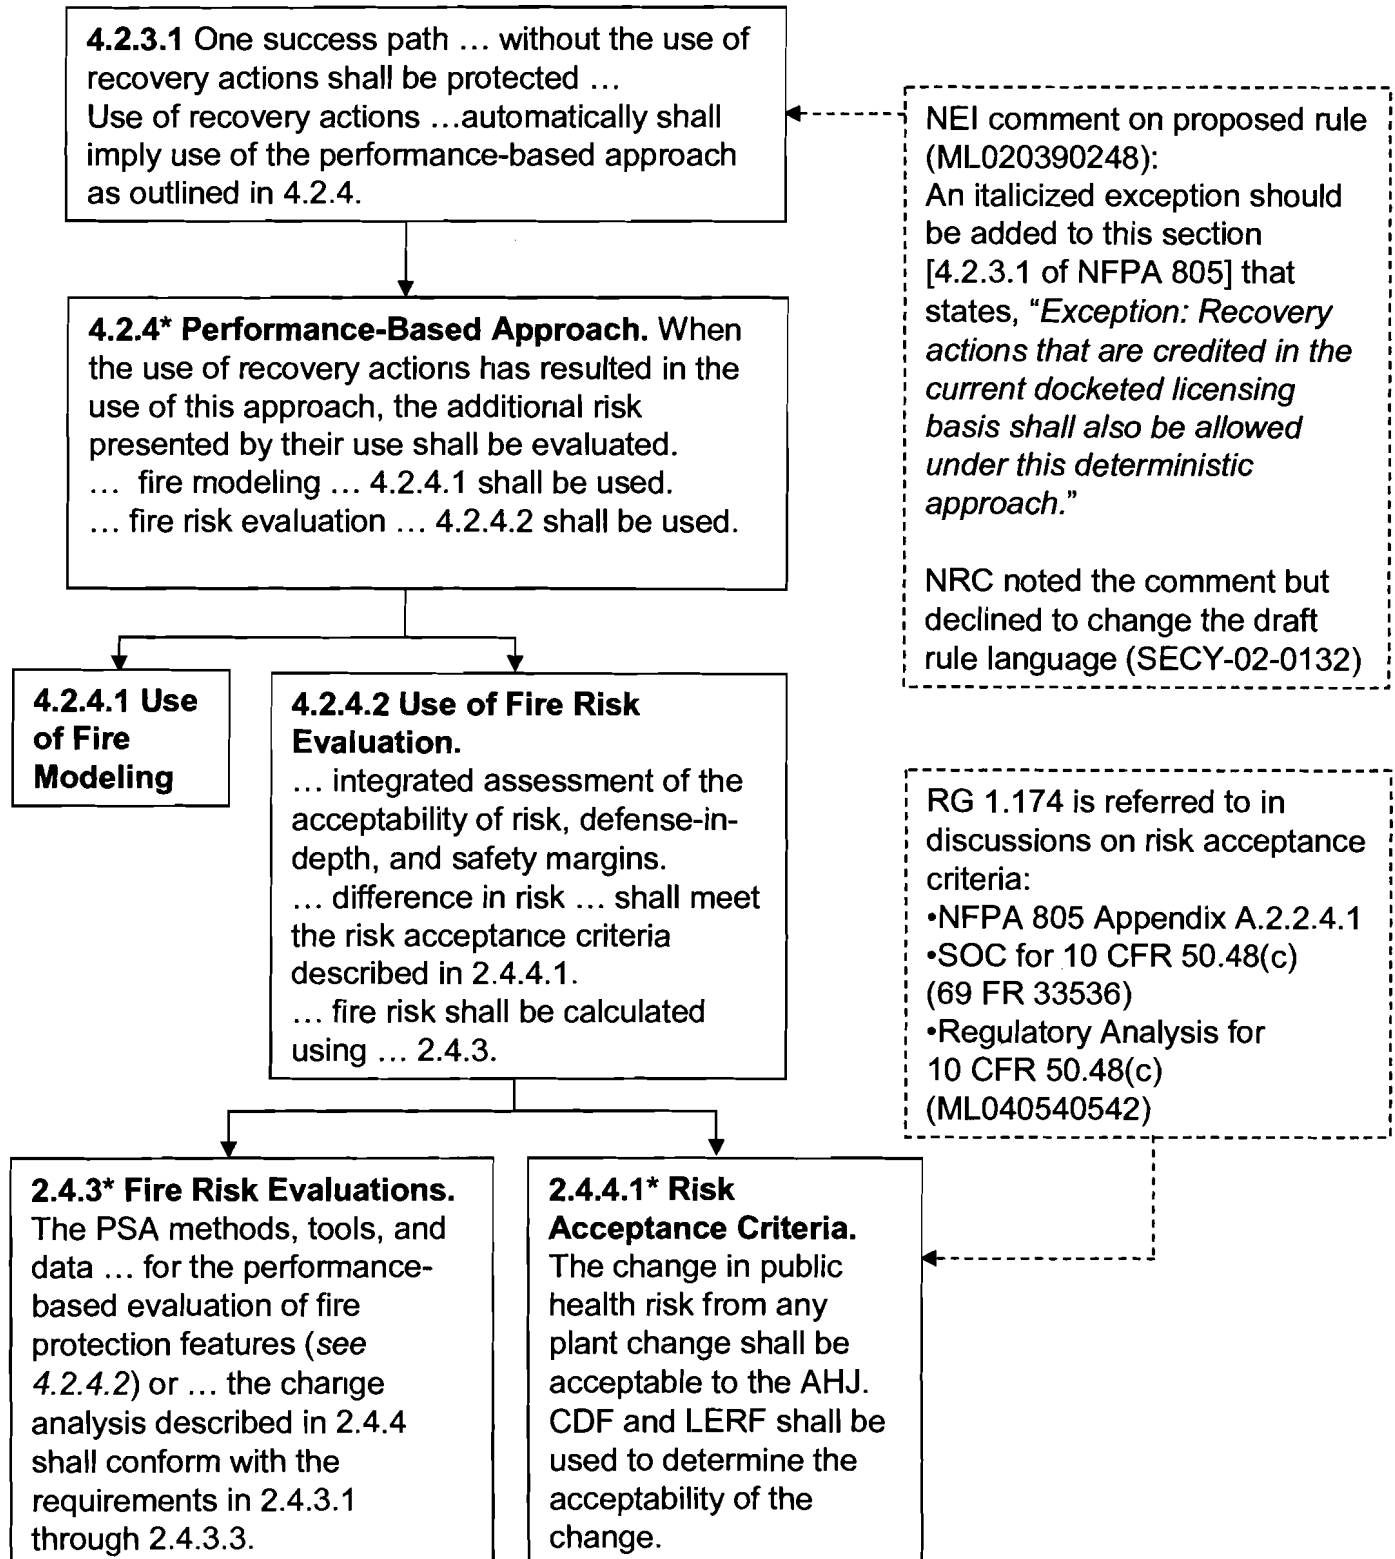 4.2.3.1 One success path … without the use of
recovery actions shall be protected …
Use of recovery actions …automatically shall
imply use of the performance-based approach
as outlined in 4.2.4.
NEI comment on proposed rule
(ML020390248):
An italicized exception should
be added to this section
[4.2.3.1 of NFPA 805] that
states, “Exception: Recovery
actions that are credited in the
current docketed licensing
basis shall also be allowed
under this deterministic
approach.”
NRC noted the comment but
declined to change the draft
rule language (SECY-02-0132)
4.2.4* Performance-Based Approach. When
the use of recovery actions has resulted in the
use of this approach, the additional risk
presented by their use shall be evaluated.
… fire modeling … 4.2.4.1 shall be used.
… fire risk evaluation … 4.2.4.2 shall be used.
4.2.4.1 Use
of Fire
Modeling
4.2.4.2 Use of Fire Risk
Evaluation.
… integrated assessment of the
acceptability of risk, defense-in-
depth, and safety margins.
… difference in risk … shall meet
the risk acceptance criteria
described in 2.4.4.1.
… fire risk shall be calculated
using … 2.4.3.
RG 1.174 is referred to in
discussions on risk acceptance
criteria:
•NFPA 805 Appendix A.2.2.4.1
•SOC for 10 CFR 50.48(c)
(69 FR 33536)
•Regulatory Analysis for
10 CFR 50.48(c)
(ML040540542)
2.4.3* Fire Risk Evaluations.
The PSA methods, tools, and
data … for the performance-
based evaluation of fire
protection features (see
4.2.4.2) or … the change
analysis described in 2.4.4
shall conform with the
requirements in 2.4.3.1
through 2.4.3.3.
2.4.4.1* Risk
Acceptance Criteria.
The change in public
health risk from any
plant change shall be
acceptable to the AHJ.
CDF and LERF shall be
used to determine the
acceptability of the
change.